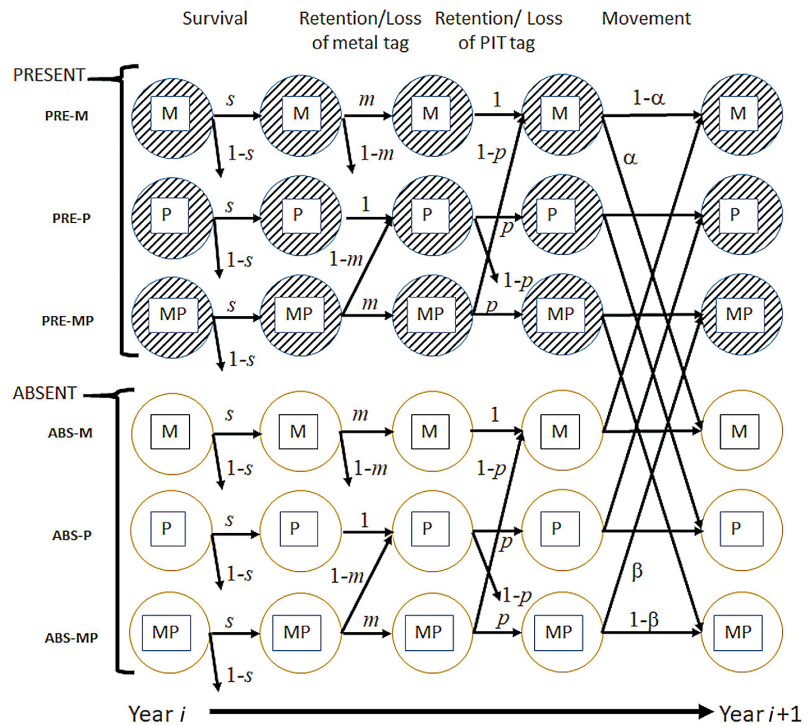 Survival Retention/Loss Retention/ Loss Movement
of metal tag of PIT tag
PRESENT
PRE-M M s M m M 1 M 1-α M
1-s 1-m 1-p α
PRE-P P s P 1 P p P P
1-s 1-m 1-p
PRE-MP MP s MP m MP p MP MP
1-s
ABSENT
ABS-M M s M m M 1 M M
1-s 1-m 1-p
ABS-P P s P 1 P p P P
1-s 1-m 1-p β
ABS-MP MP s MP m MP p MP 1-β MP
1-s
Year i Year i+1